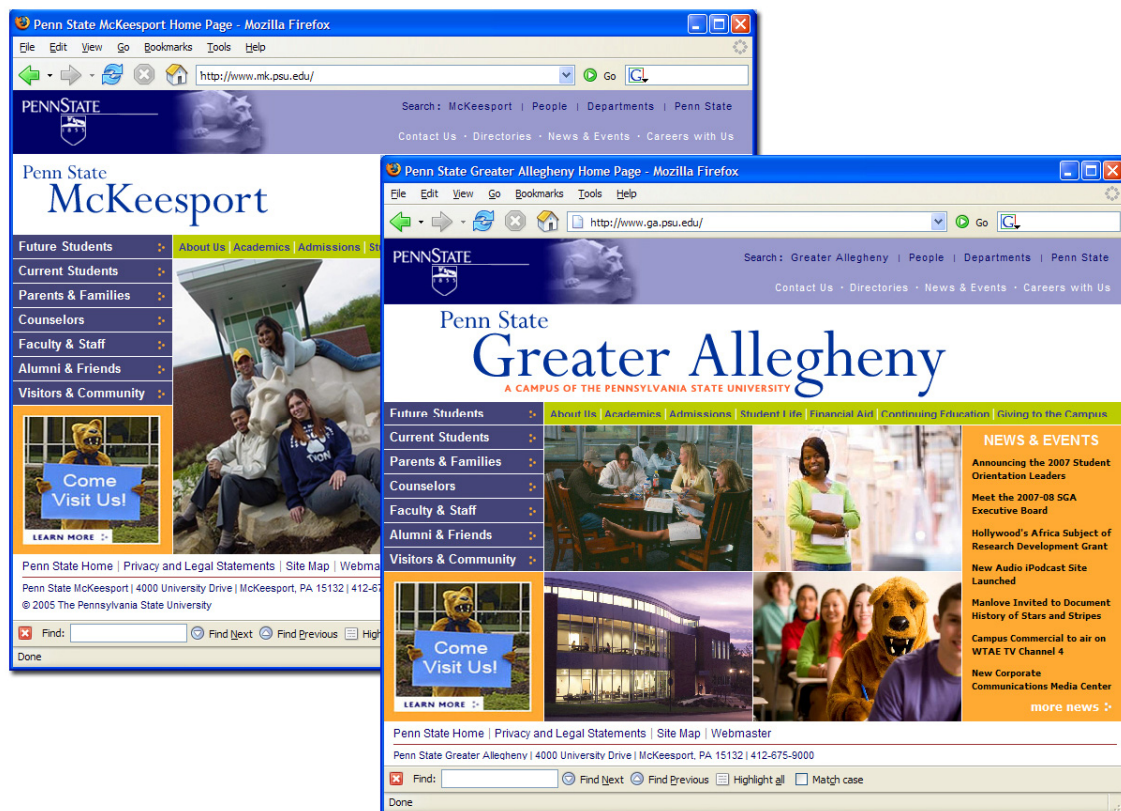 Penn State McKeesport Home Page - Mozilla Firefox
File Edit View Go Bookmarks Tools Help
http://www.mk.psu.edu/ Go G
PENNSTATE
1855
Search: McKeesport | People | Departments | Penn State
Contact Us · Directories · News & Events · Careers with Us
Penn State
McKeesport
Future Students
Current Students
Parents & Families
Counselors
Faculty & Staff
Alumni & Friends
Visitors & Community
About Us | Academics | Admissions |
Come
Visit Us!
LEARN MORE
Penn State Home | Privacy and Legal Statements | Site Map |
Penn State McKeesport | 4000 University Drive | McKeesport, PA 15132 |
© 2005 The Pennsylvania State University
Find: Find Next Find Previous
Done
Penn State Greater Allegheny Home Page - Mozilla Firefox
File Edit View Go Bookmarks Tools Help
http://www.ga.psu.edu/ Go G
PENNSTATE
1855
Search: Greater Allegheny | People | Departments | Penn State
Contact Us · Directories · News & Events · Careers with Us
Penn State
Greater Allegheny
A CAMPUS OF THE PENNSYLVANIA STATE UNIVERSITY
Future Students
Current Students
Parents & Families
Counselors
Faculty & Staff
Alumni & Friends
Visitors & Community
About Us | Academics | Admissions | Student Life | Financial Aid | Continuing Education | Giving to the Campus
NEWS & EVENTS
Announcing the 2007 Student
Orientation Leaders
Meet the 2007-08 SGA
Executive Board
Hollywood's Africa Subject of
Research Development Grant
New Audio iPodcast Site
Launched
Manlove Invited to Document
History of Stars and Stripes
Campus Commercial to air on
WTAE TV Channel 4
New Corporate
Communications Media Center
more news
Come
Visit Us!
LEARN MORE
Penn State Home | Privacy and Legal Statements | Site Map | Webmaster
Penn State Greater Allegheny | 4000 University Drive | McKeesport, PA 15132 | 412-675-9000
Find: Find Next Find Previous Highlight all Match case
Done